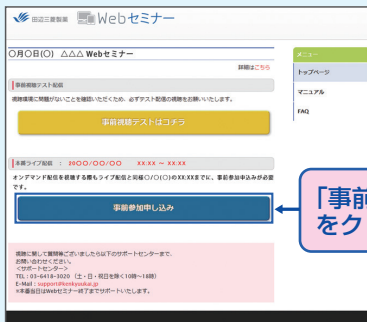 田辺三菱製薬 Webセミナー
〇月〇日(〇) △△△ Webセミナー
詳細はこちら
メニュー
トップページ
マニュアル
FAQ
事前視聴テスト配信
視聴環境に問題がないことを確認いただくため、必ずテスト配信の視聴をお願いいたします。
事前視聴テストはコチラ
本番ライブ配信 : 20〇〇/〇〇/〇〇 XX:XX ~ XX:XX
オンデマンド配信を視聴する際もライブ配信と同様〇/〇(〇)のXX:XXまでに、事前参加申込みが必要
です。
事前参加申し込み
「事前
をク
視聴に関して質問等ございましたら以下のサポートセンターまで、
お問い合わせください。
<サポートセンター>
TEL : 03-6418-3020 (土・日・祝日を除く10時~18時)
E-Mail : support@kenkyuukai.jp
※本番当日はWebセミナー終了までサポートいたします。